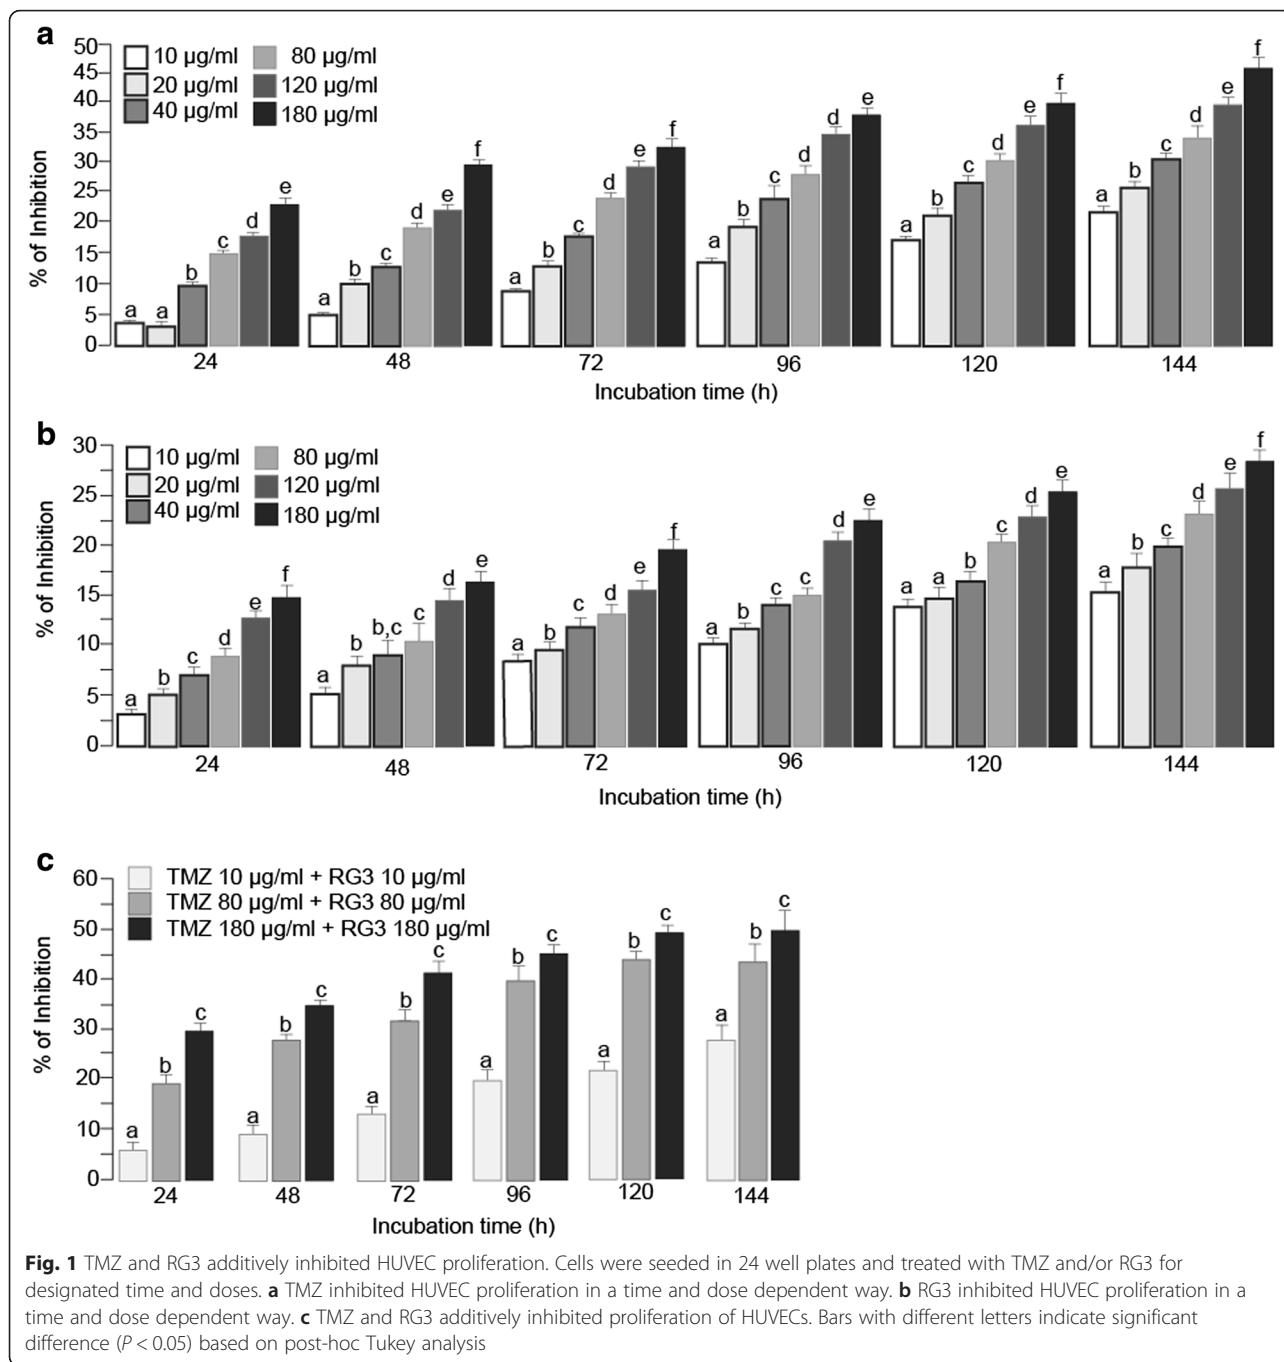 a
50
45
40
35
30
25
20
15
10
5
0
% of Inhibition
10 µg/ml 80 µg/ml
20 µg/ml 120 µg/ml
40 µg/ml 180 µg/ml
a a b c d e
a b c d e f
a b c d e f
a b c d d e
a b c d e f
a b c d e f
24 48 72 96 120 144
Incubation time (h)
b
30
25
20
15
10
5
0
% of Inhibition
10 µg/ml 80 µg/ml
20 µg/ml 120 µg/ml
40 µg/ml 180 µg/ml
a b c d e f
a b b,c c d e
a b c d e f
a b c c d e
a a b c d e
a b c d e f
24 48 72 96 120 144
Incubation time (h)
c
60
50
40
30
20
10
0
% of Inhibition
TMZ 10 µg/ml + RG3 10 µg/ml
TMZ 80 µg/ml + RG3 80 µg/ml
TMZ 180 µg/ml + RG3 180 µg/ml
a b c
a b c
a b c
a b c
a b c
a b c
24 48 72 96 120 144
Incubation time (h)
Fig. 1 TMZ and RG3 additively inhibited HUVEC proliferation. Cells were seeded in 24 well plates and treated with TMZ and/or RG3 for
designated time and doses. a TMZ inhibited HUVEC proliferation in a time and dose dependent way. b RG3 inhibited HUVEC proliferation in a
time and dose dependent way. c TMZ and RG3 additively inhibited proliferation of HUVECs. Bars with different letters indicate significant
difference (P < 0.05) based on post-hoc Tukey analysis